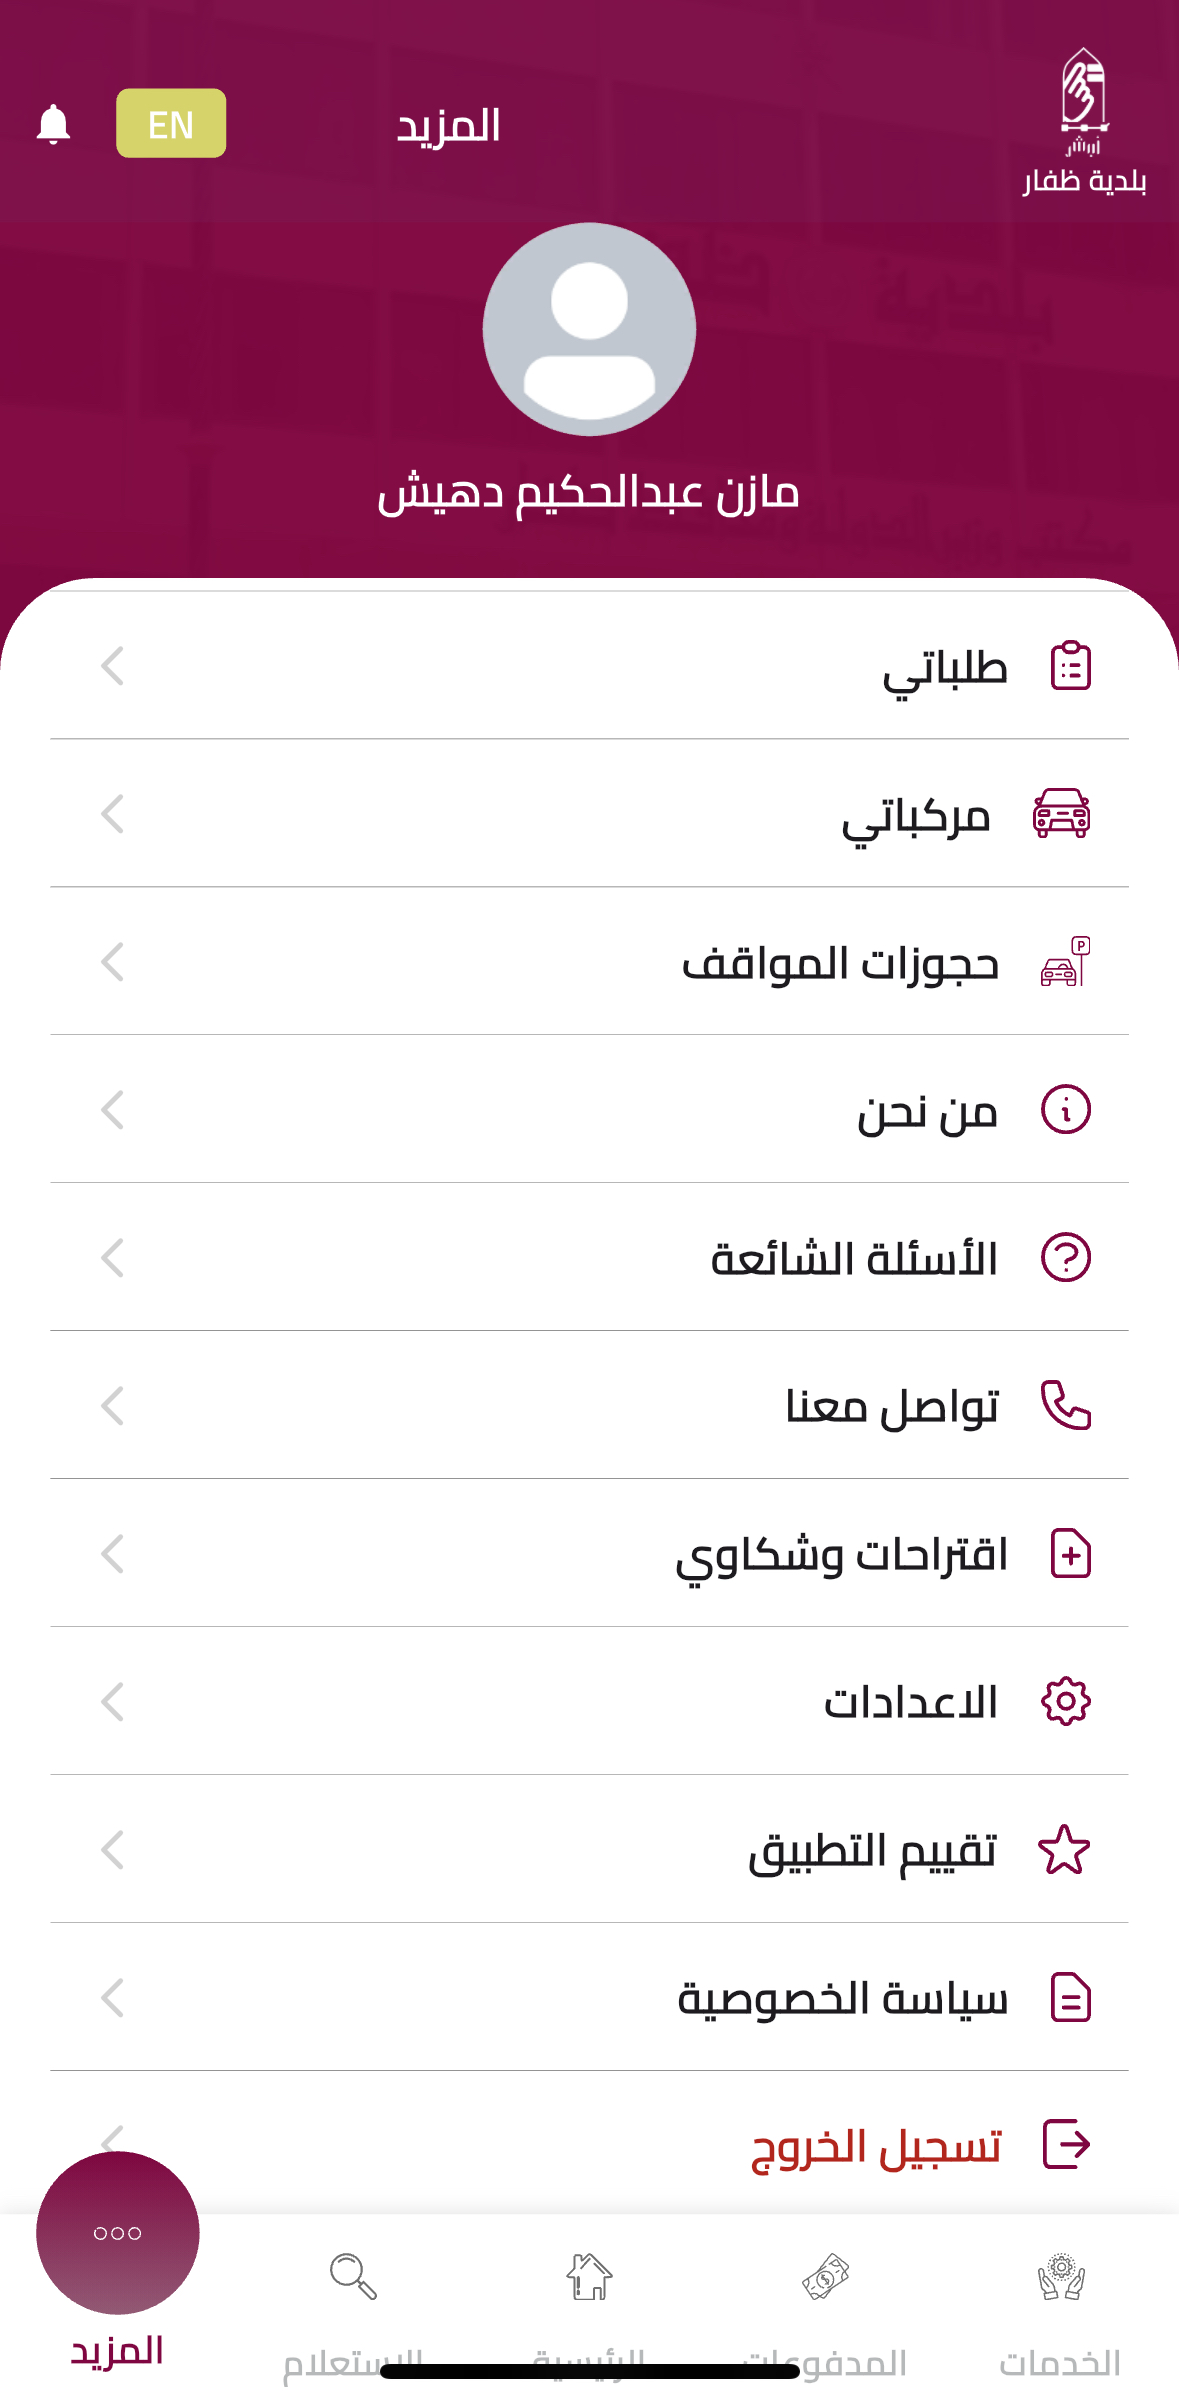 بلدية ظفار
المزيد
EN
مازن عبدالحكيم دهيش
طلباتي
مركباتي
P
حجوزات المواقف
من نحن
الأسئلة الشائعة
تواصل معنا
اقتراحات وشكاوي
الاعدادات
تقييم التطبيق
سياسة الخصوصية
تسجيل الخروج
الخدمات
المدفوعات
الرئيسية
الاستعلام
المزيد